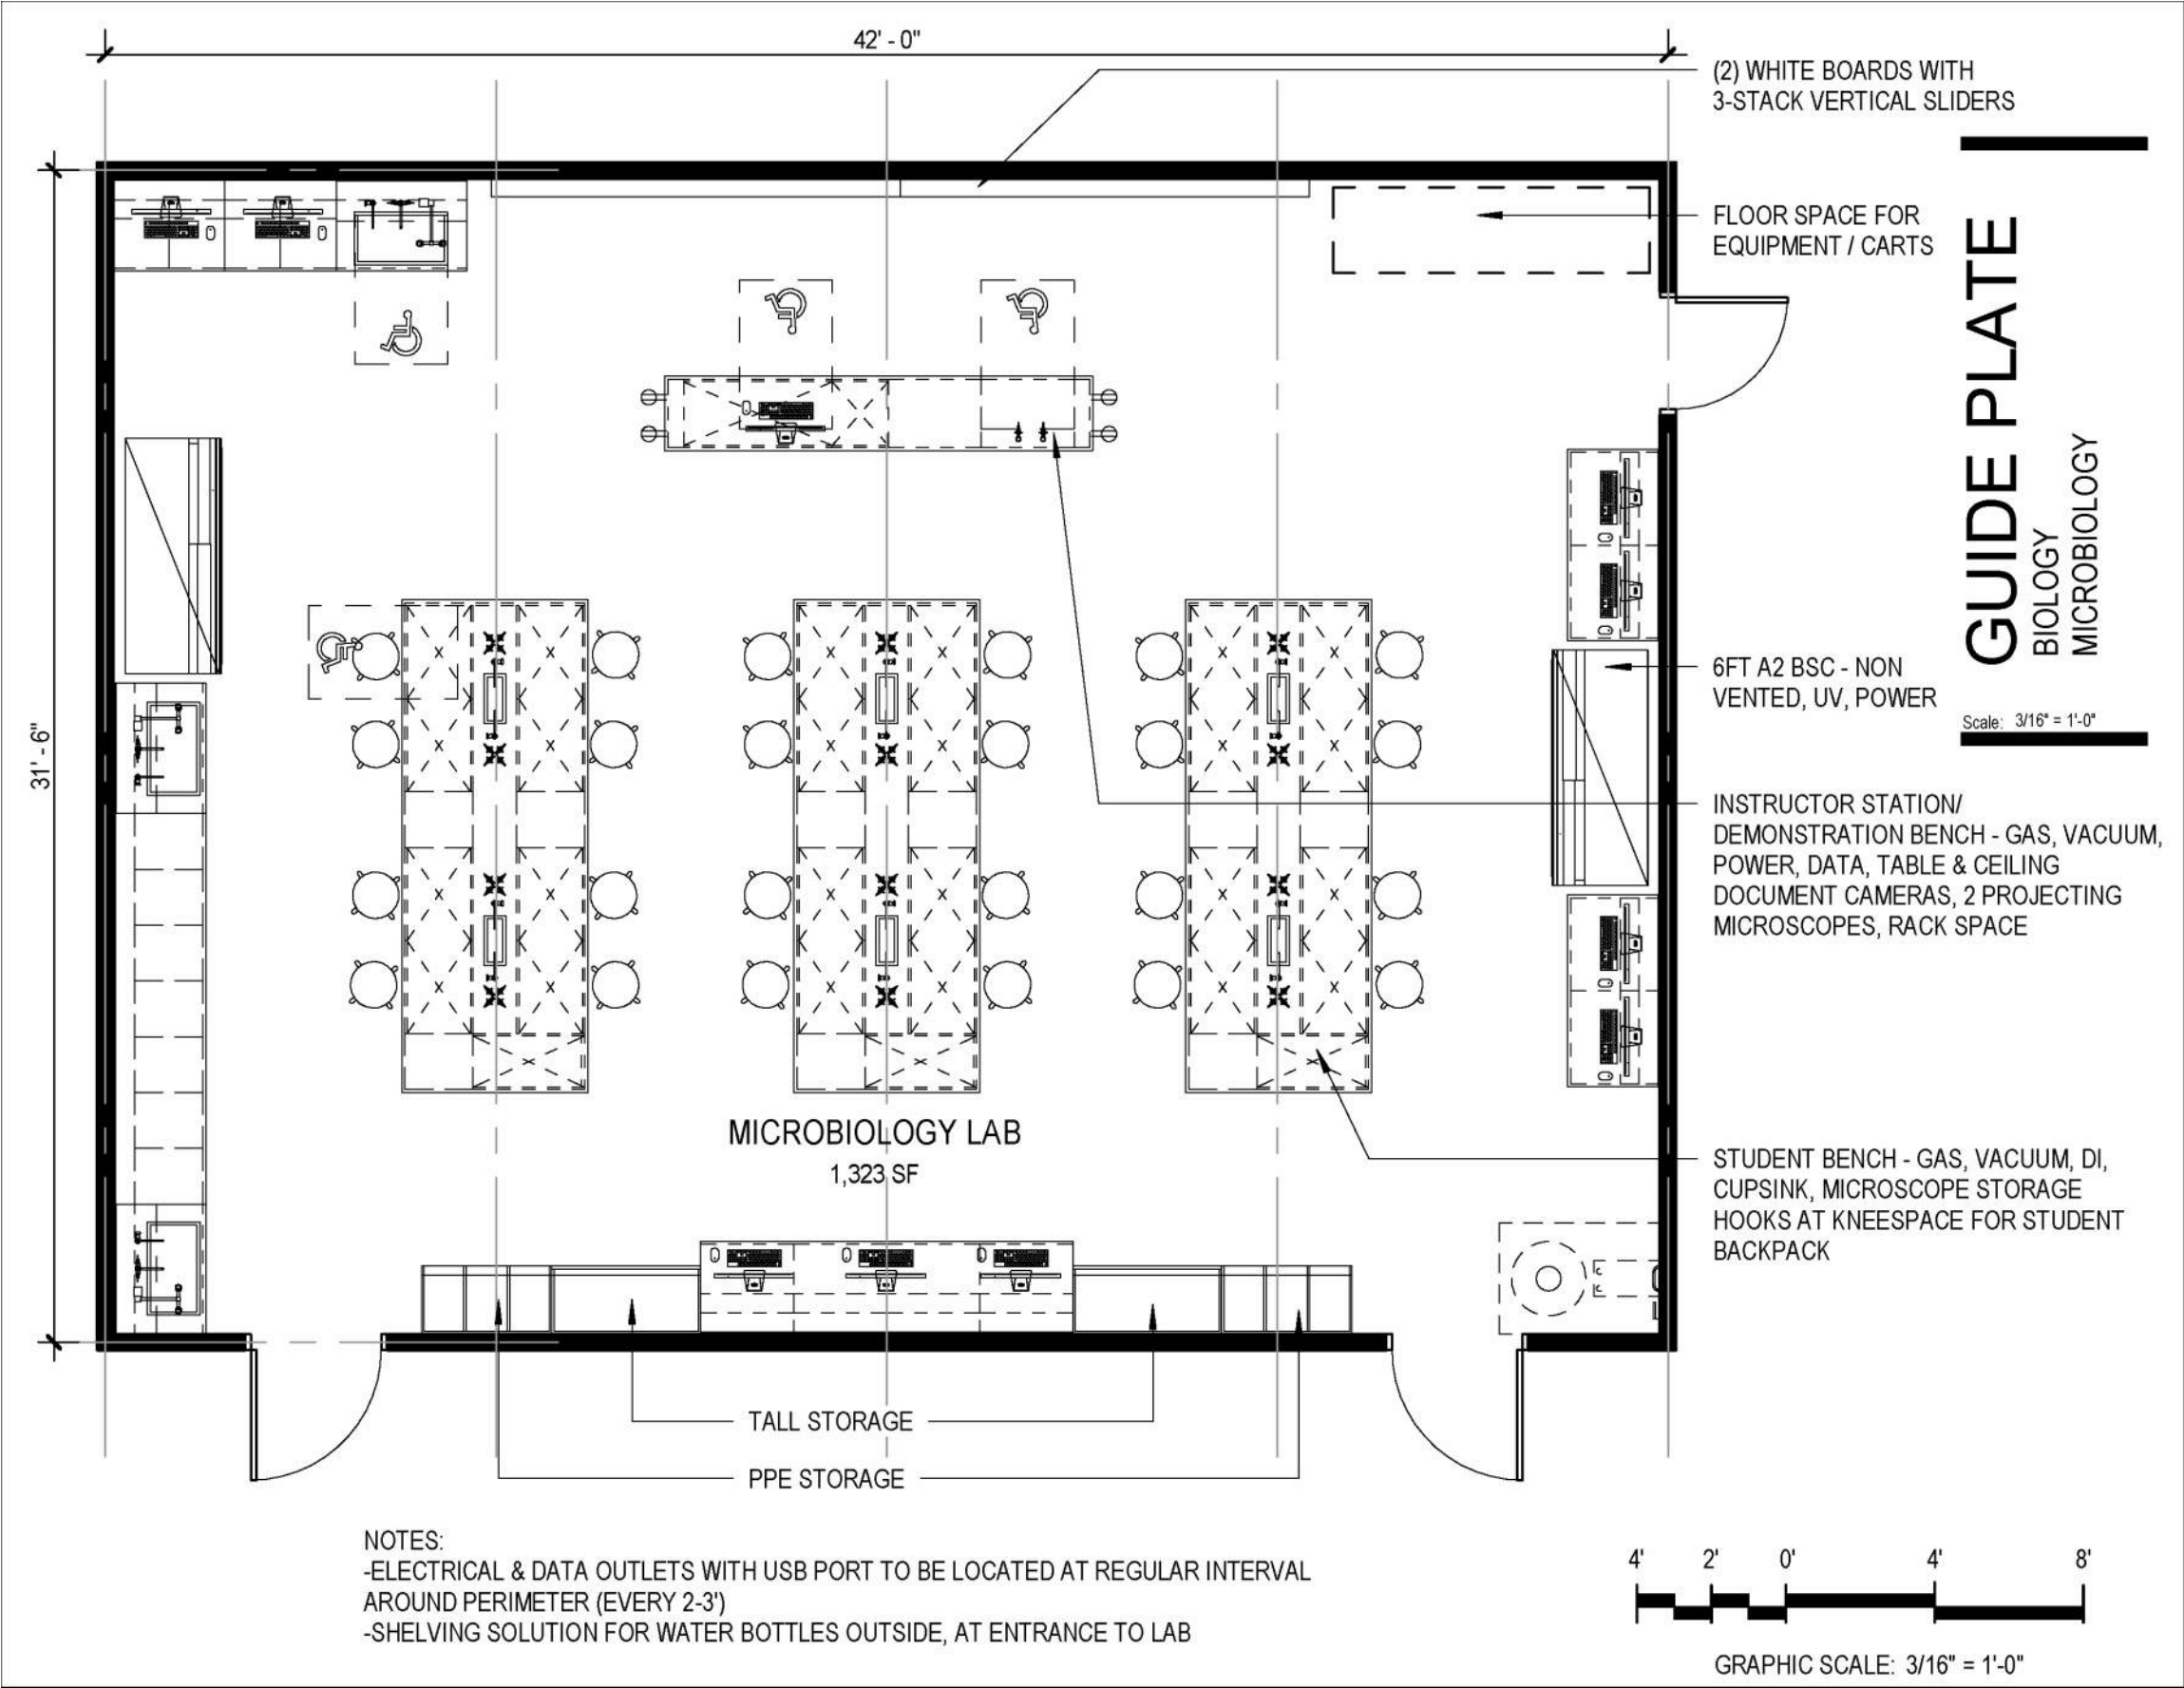 42' - 0"
(2) WHITE BOARDS WITH
3-STACK VERTICAL SLIDERS
FLOOR SPACE FOR
EQUIPMENT / CARTS
GUIDE PLATE
BIOLOGY
MICROBIOLOGY
Scale: 3/16" = 1'-0"
31' - 6"
6FT A2 BSC - NON
VENTED, UV, POWER
INSTRUCTOR STATION/
DEMONSTRATION BENCH - GAS, VACUUM,
POWER, DATA, TABLE & CEILING
DOCUMENT CAMERAS, 2 PROJECTING
MICROSCOPES, RACK SPACE
MICROBIOLOGY LAB
1,323 SF
STUDENT BENCH - GAS, VACUUM, DI,
CUPSINK, MICROSCOPE STORAGE
HOOKS AT KNEESPACE FOR STUDENT
BACKPACK
TALL STORAGE
PPE STORAGE
NOTES:
-ELECTRICAL & DATA OUTLETS WITH USB PORT TO BE LOCATED AT REGULAR INTERVAL
AROUND PERIMETER (EVERY 2-3')
-SHELVING SOLUTION FOR WATER BOTTLES OUTSIDE, AT ENTRANCE TO LAB
4' 2' 0' 4' 8'
GRAPHIC SCALE: 3/16" = 1'-0"